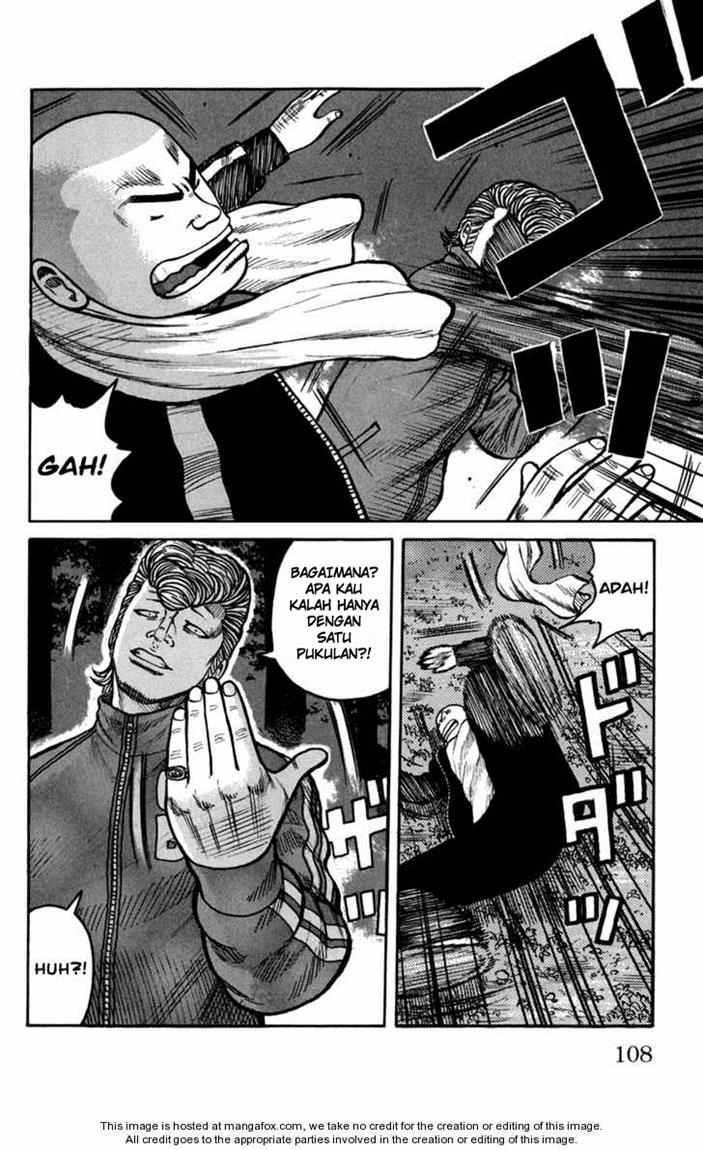 ゴッ
GAH!
ADAH!
ドダッ
BAGAIMANA?
APA KAU
KALAH HANYA
DENGAN
SATU
PUKULAN?!
ザッ
HUH?!
108
This image is hosted at mangafox.com, we take no credit for the creation or editing of this image.
All credit goes to the appropriate parties involved in the creation or editing of this image.